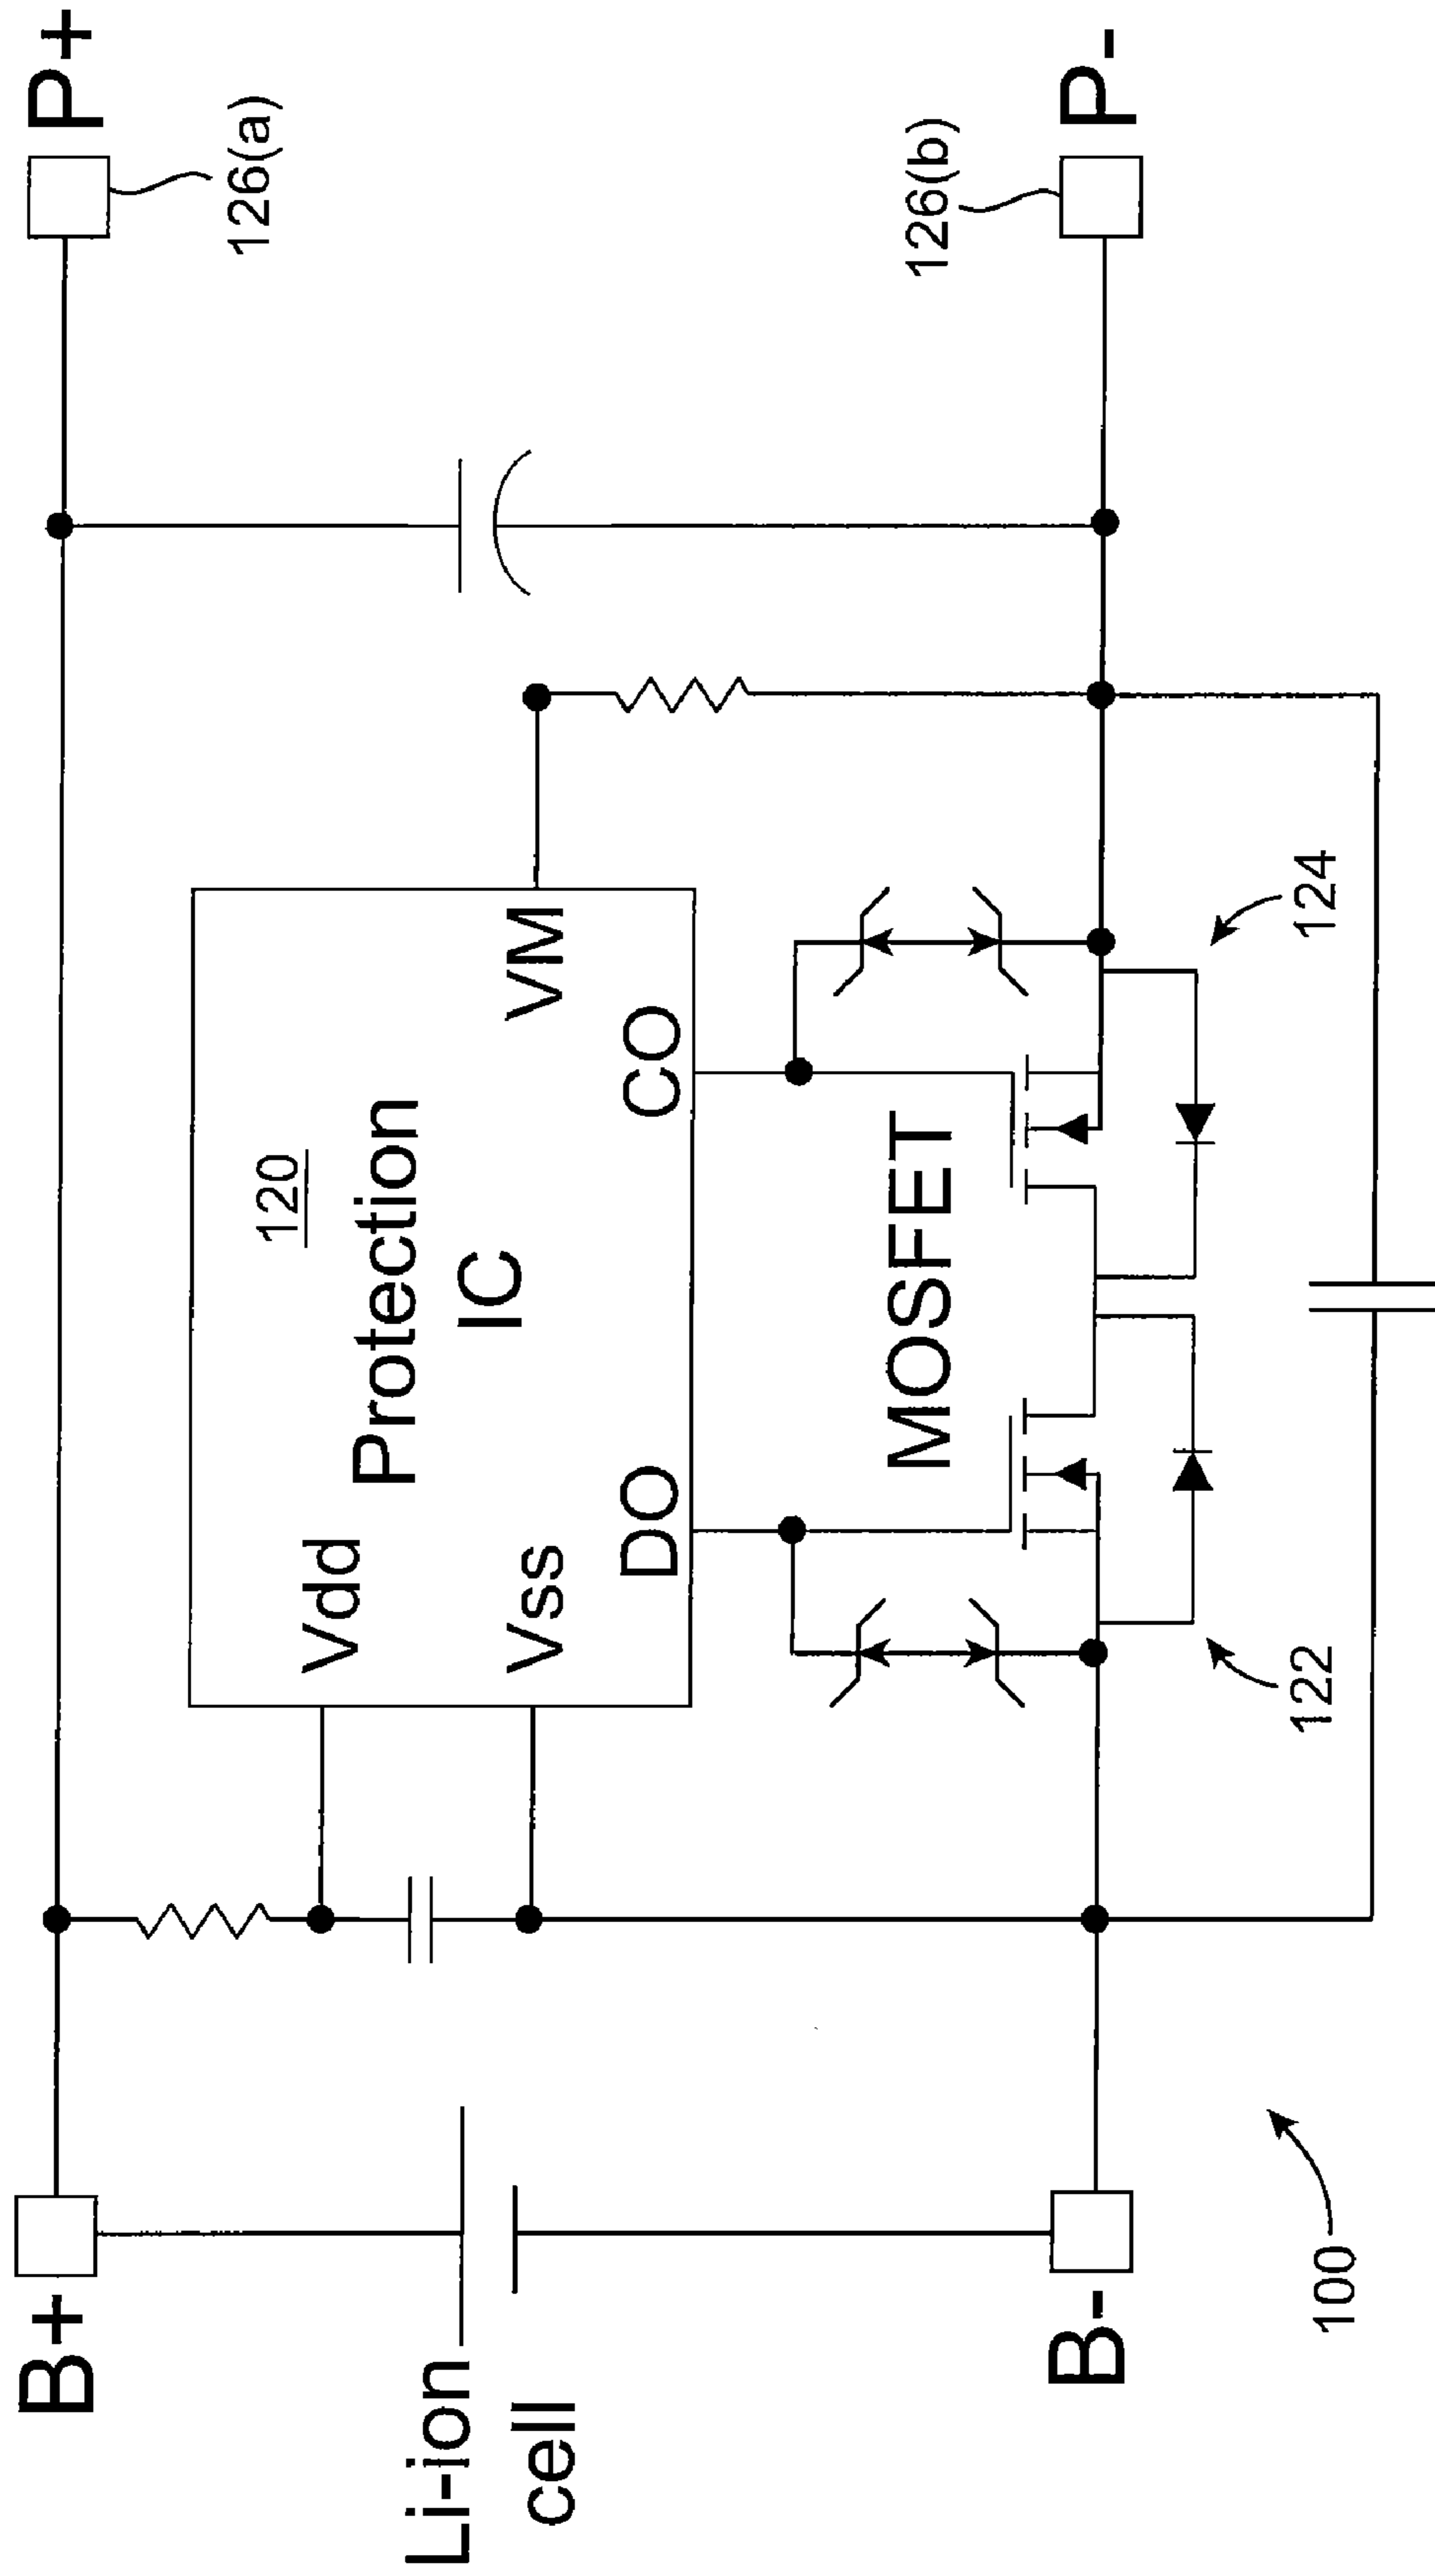 B+
P+
126(a)
Li-ion
cell
120
Protection
IC
Vdd
Vss
VM
DO
CO
MOSFET
126(b)
B-
P-
122
124
100